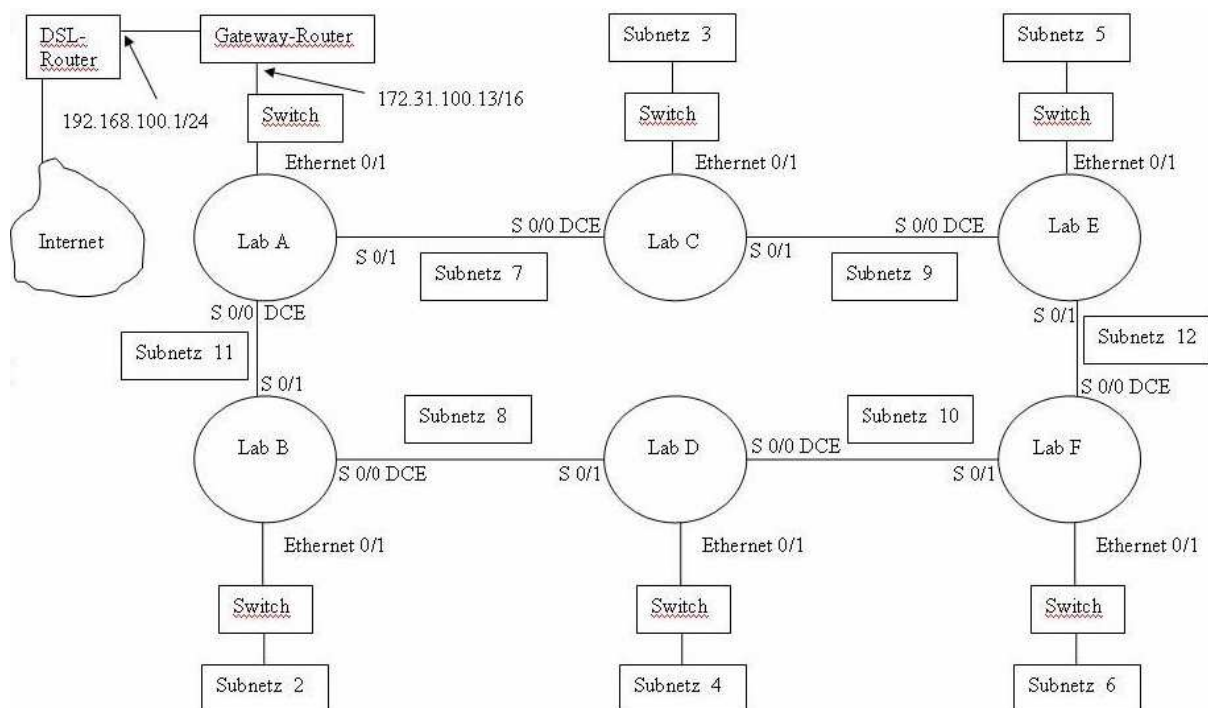 DSL-
Router
Gateway-Router
Subnetz 3
Subnetz 5
192.168.100.1/24
172.31.100.13/16
Switch
Switch
Switch
Ethernet 0/1
Ethernet 0/1
Ethernet 0/1
Internet
Lab A
S 0/1
S 0/0 DCE
Lab C
S 0/1
S 0/0 DCE
Lab E
Subnetz 7
Subnetz 9
S 0/0 DCE
S 0/1
Subnetz 11
Subnetz 12
S 0/1
S 0/0 DCE
Subnetz 8
Subnetz 10
Lab B
S 0/0 DCE
S 0/1
Lab D
S 0/0 DCE
S 0/1
Lab F
Ethernet 0/1
Ethernet 0/1
Ethernet 0/1
Switch
Switch
Switch
Subnetz 2
Subnetz 4
Subnetz 6